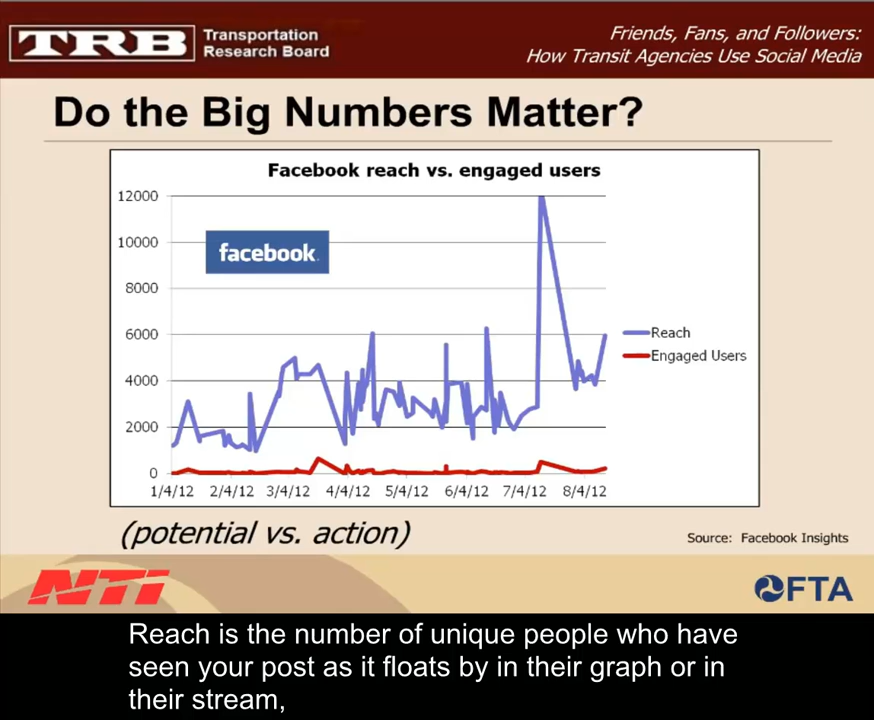 TRB
Transportation
Research Board
Friends, Fans, and Followers:
How Transit Agencies Use Social Media
Do the Big Numbers Matter?
Facebook reach vs. engaged users
12000
10000
8000
6000
4000
2000
0
facebook.
Reach
Engaged Users
1/4/12 2/4/12 3/4/12 4/4/12 5/4/12 6/4/12 7/4/12 8/4/12
(potential vs. action)
Source: Facebook Insights
NTI
FTA
Reach is the number of unique people who have
seen your post as it floats by in their graph or in
their stream,